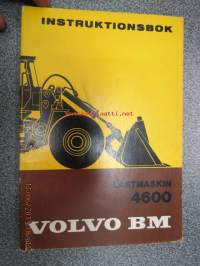 INSTRUKTIONSBOK
LASTMASKIN
4600
VOLVO BM